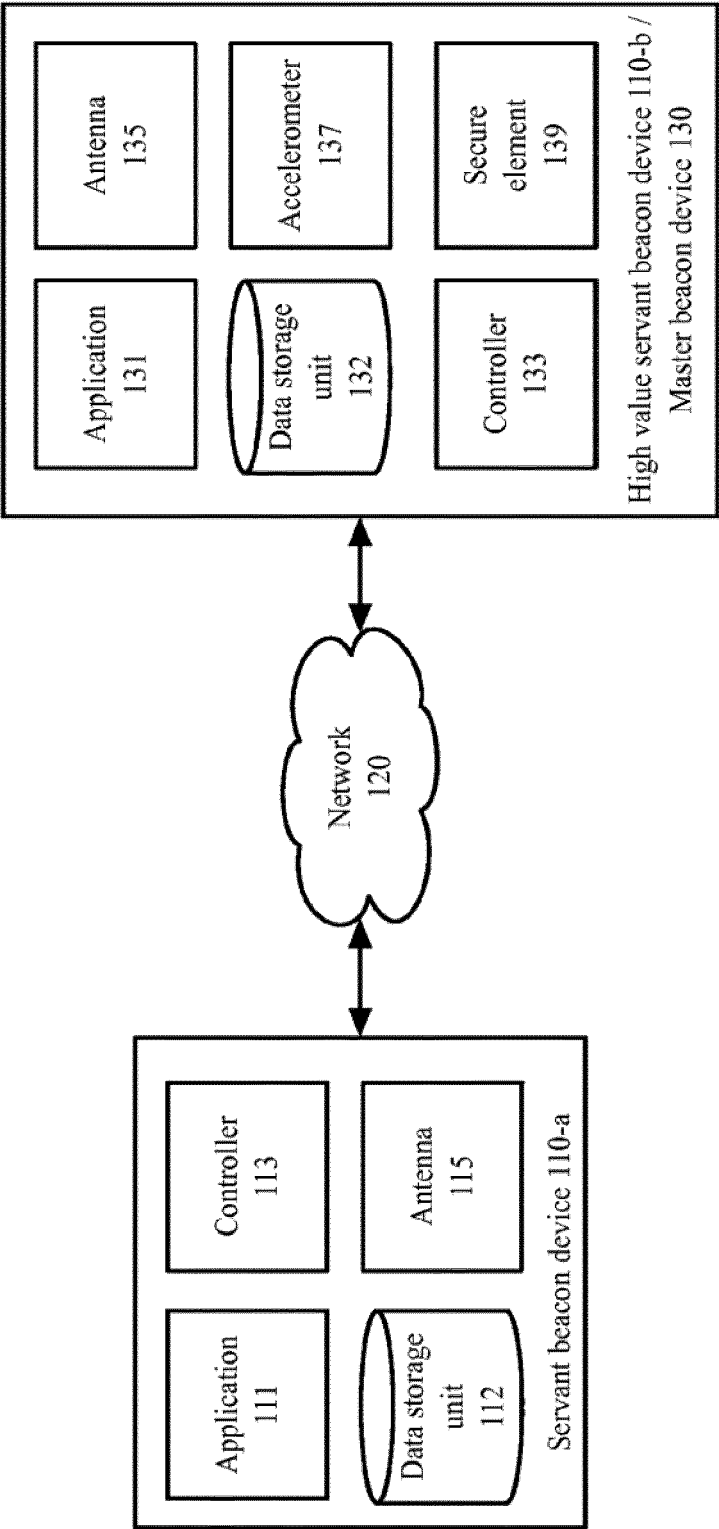 Application
111
Controller
113
Data storage
unit
112
Antenna
115
Servant beacon device 110-a
Network
120
Application
131
Antenna
135
Data storage
unit
132
Accelerometer
137
Controller
133
Secure
element
139
High value servant beacon device 110-b /
Master beacon device 130